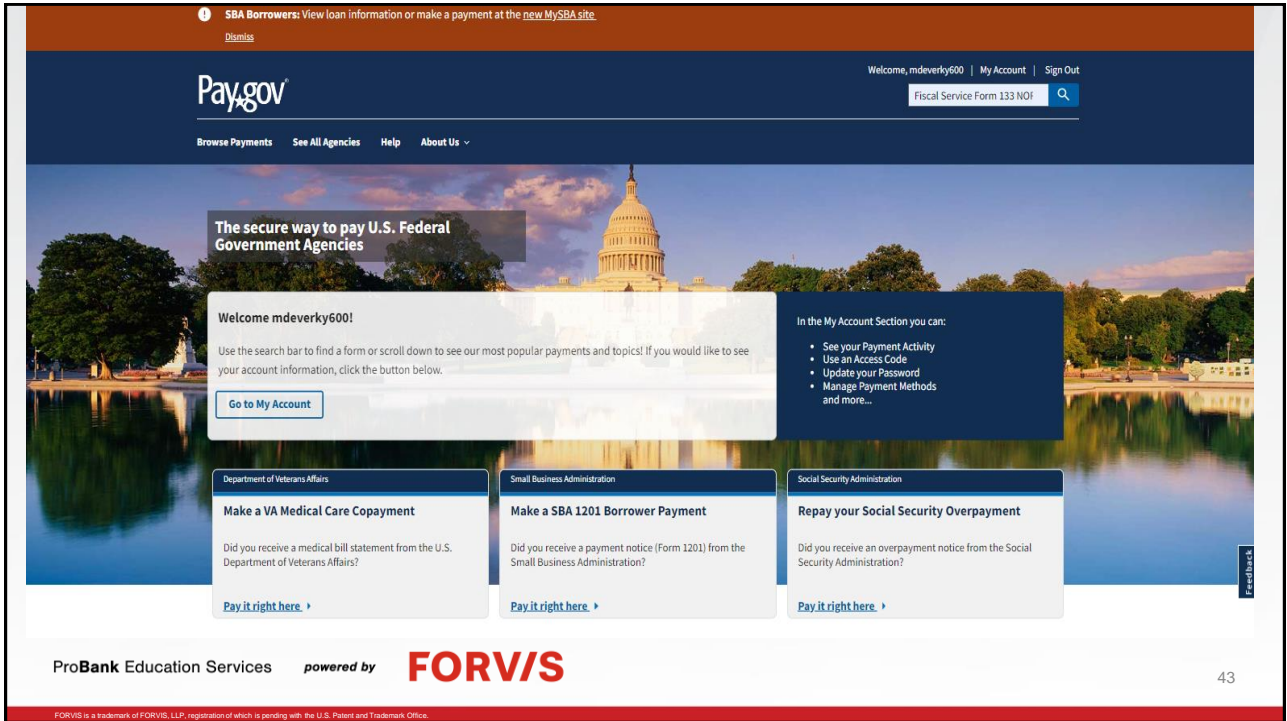 SBA Borrowers: View loan information or make a payment at the new MySBA site
Dismiss
Welcome, mdeverky600 | My Account | Sign Out
Pay.gov®
Fiscal Service Form 133 NOF
Browse Payments See All Agencies Help About Us
The secure way to pay U.S. Federal
Government Agencies
Welcome mdeverky600!
Use the search bar to find a form or scroll down to see our most popular payments and topics! If you would like to see
your account information, click the button below.
Go to My Account
In the My Account Section you can:
• See your Payment Activity
• Use an Access Code
• Update your Password
• Manage Payment Methods
and more...
Department of Veterans Affairs
Make a VA Medical Care Copayment
Did you receive a medical bill statement from the U.S.
Department of Veterans Affairs?
Pay it right here
Small Business Administration
Make a SBA 1201 Borrower Payment
Did you receive a payment notice (Form 1201) from the
Small Business Administration?
Pay it right here
Social Security Administration
Repay your Social Security Overpayment
Did you receive an overpayment notice from the Social
Security Administration?
Pay it right here
Feedback
ProBank Education Services powered by FORV/S
43
FORVIS is a trademark of FORVIS, LLP, registration of which is pending with the U.S. Patent and Trademark Office.